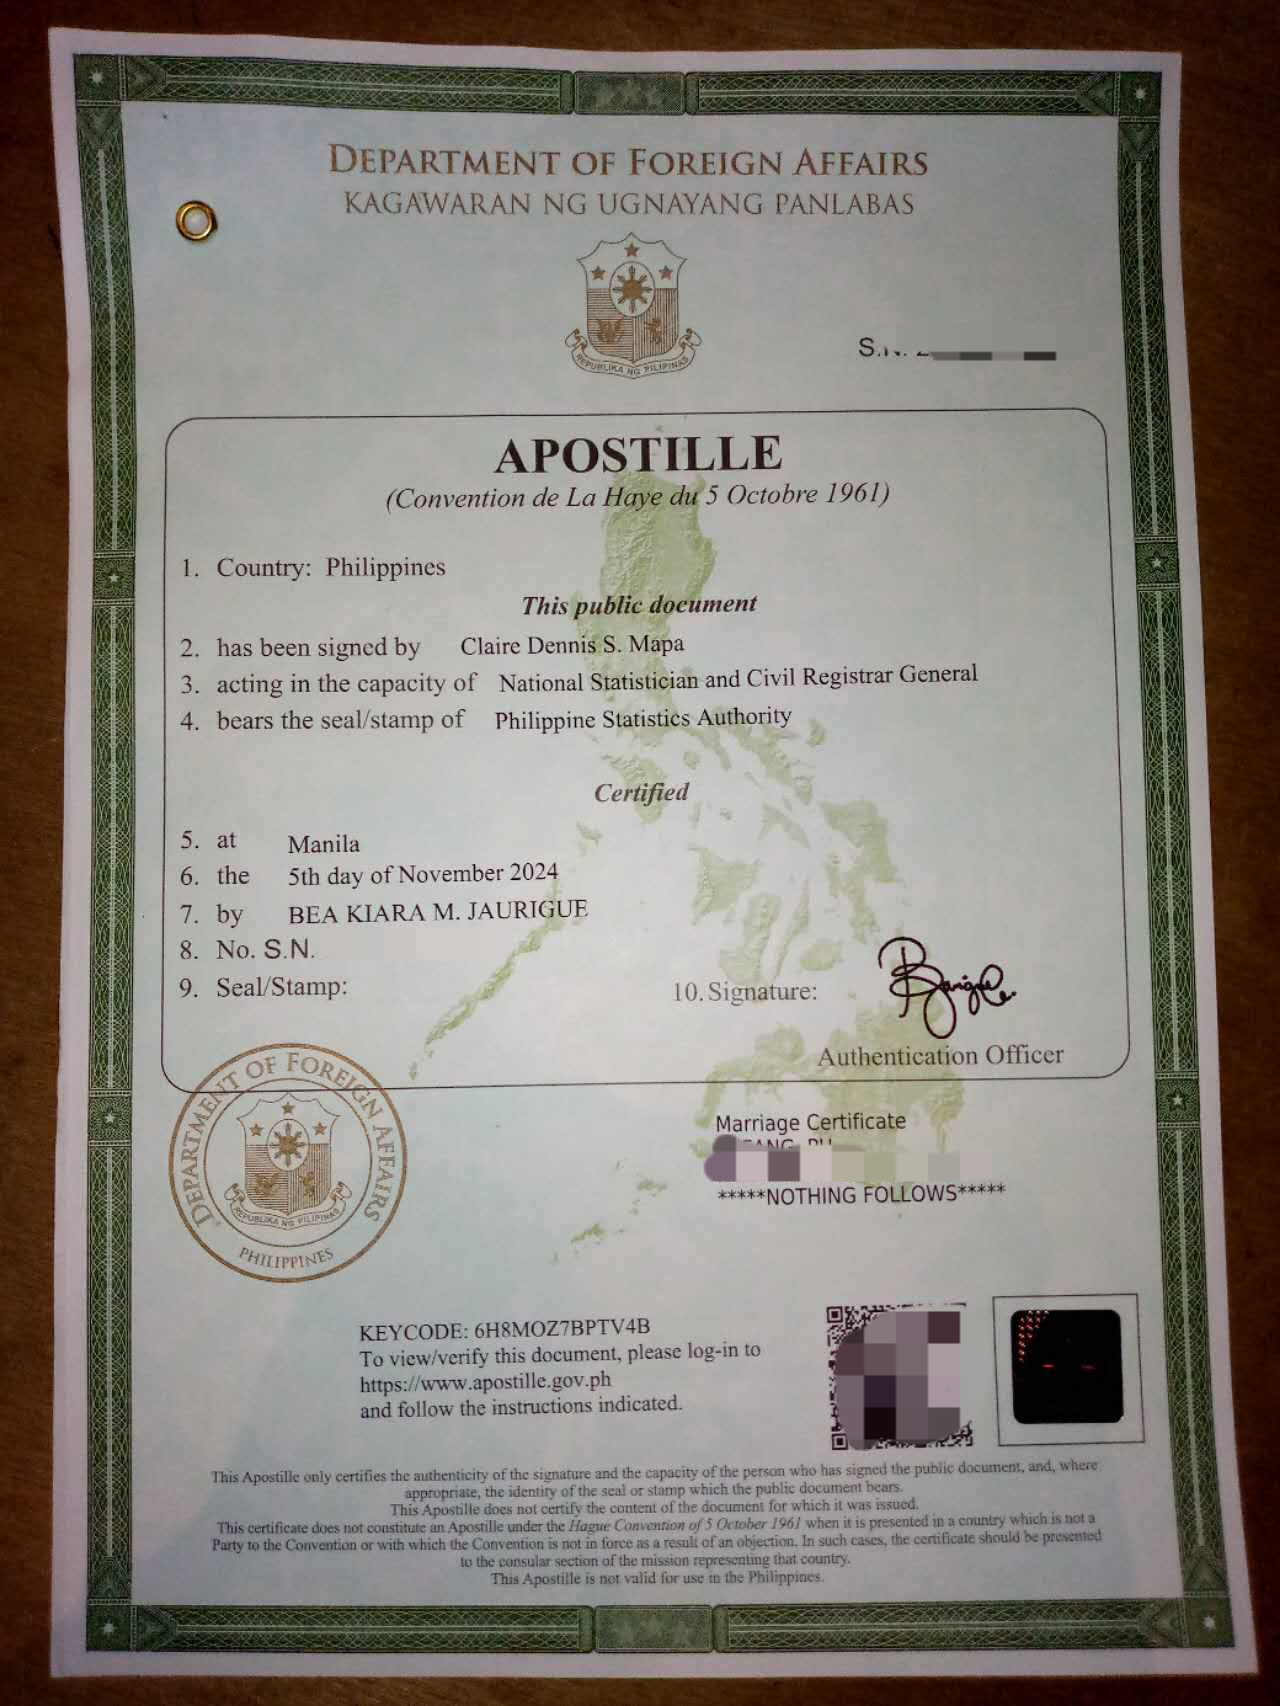 DEPARTMENT OF FOREIGN AFFAIRS
KAGAWARAN NG UGNAYANG PANLABAS
REPUBLIKA NG PILIPINAS
S.N.
APOSTILLE
(Convention de La Haye du 5 Octobre 1961)
1. Country: Philippines
This public document
2. has been signed by Claire Dennis S. Mapa
3. acting in the capacity of National Statistician and Civil Registrar General
4. bears the seal/stamp of Philippine Statistics Authority
Certified
5. at Manila
6. the 5th day of November 2024
7. by BEA KIARA M. JAURIGUE
8. No. S.N.
9. Seal/Stamp:
10. Signature:
Authentication Officer
DEPARTMENT OF FOREIGN AFFAIRS
REPUBLIKA NG PILIPINAS
PHILIPPINES
Marriage Certificate
*****NOTHING FOLLOWS*****
KEYCODE: 6H8MOZ7BPTV4B
To view/verify this document, please log-in to
https://www.apostille.gov.ph
and follow the instructions indicated.
This Apostille only certifies the authenticity of the signature and the capacity of the person who has signed the public document, and, where
appropriate, the identity of the seal or stamp which the public document bears.
This Apostille does not certify the content of the document for which it was issued.
This certificate does not constitute an Apostille under the Hague Convention of 5 October 1961 when it is presented in a country which is not a
Party to the Convention or with which the Convention is not in force as a result of an objection. In such cases, the certificate should be presented
to the consular section of the mission representing that country.
This Apostille is not valid for use in the Philippines.